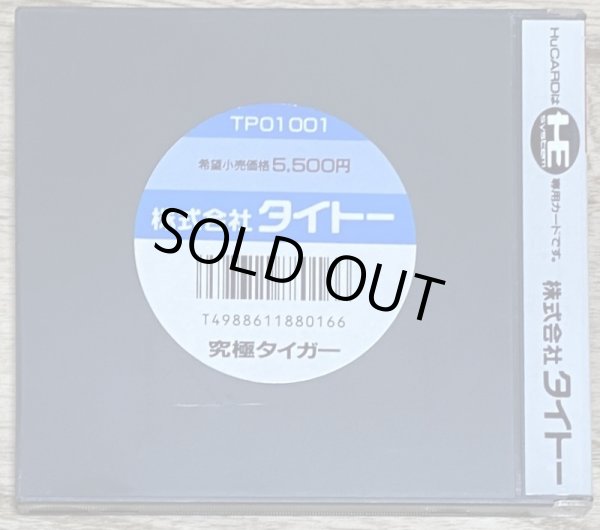 TP01001
希望小売価格 5,500円
株式会社 タイトー
SOLD OUT
T4988611880166
究極タイガー
HuCARDは HE system 専用カードです。
株式会社 タイトー